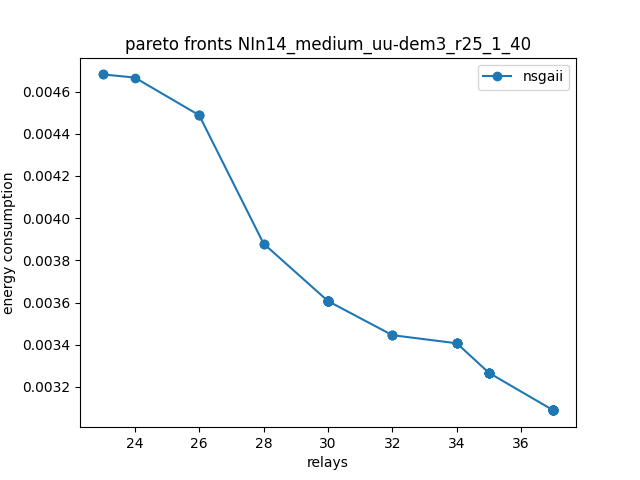 pareto fronts NIn14_medium_uu-dem3_r25_1_40
nsgaii
energy consumption
0.0046
0.0044
0.0042
0.0040
0.0038
0.0036
0.0034
0.0032
24 26 28 30 32 34 36
relays